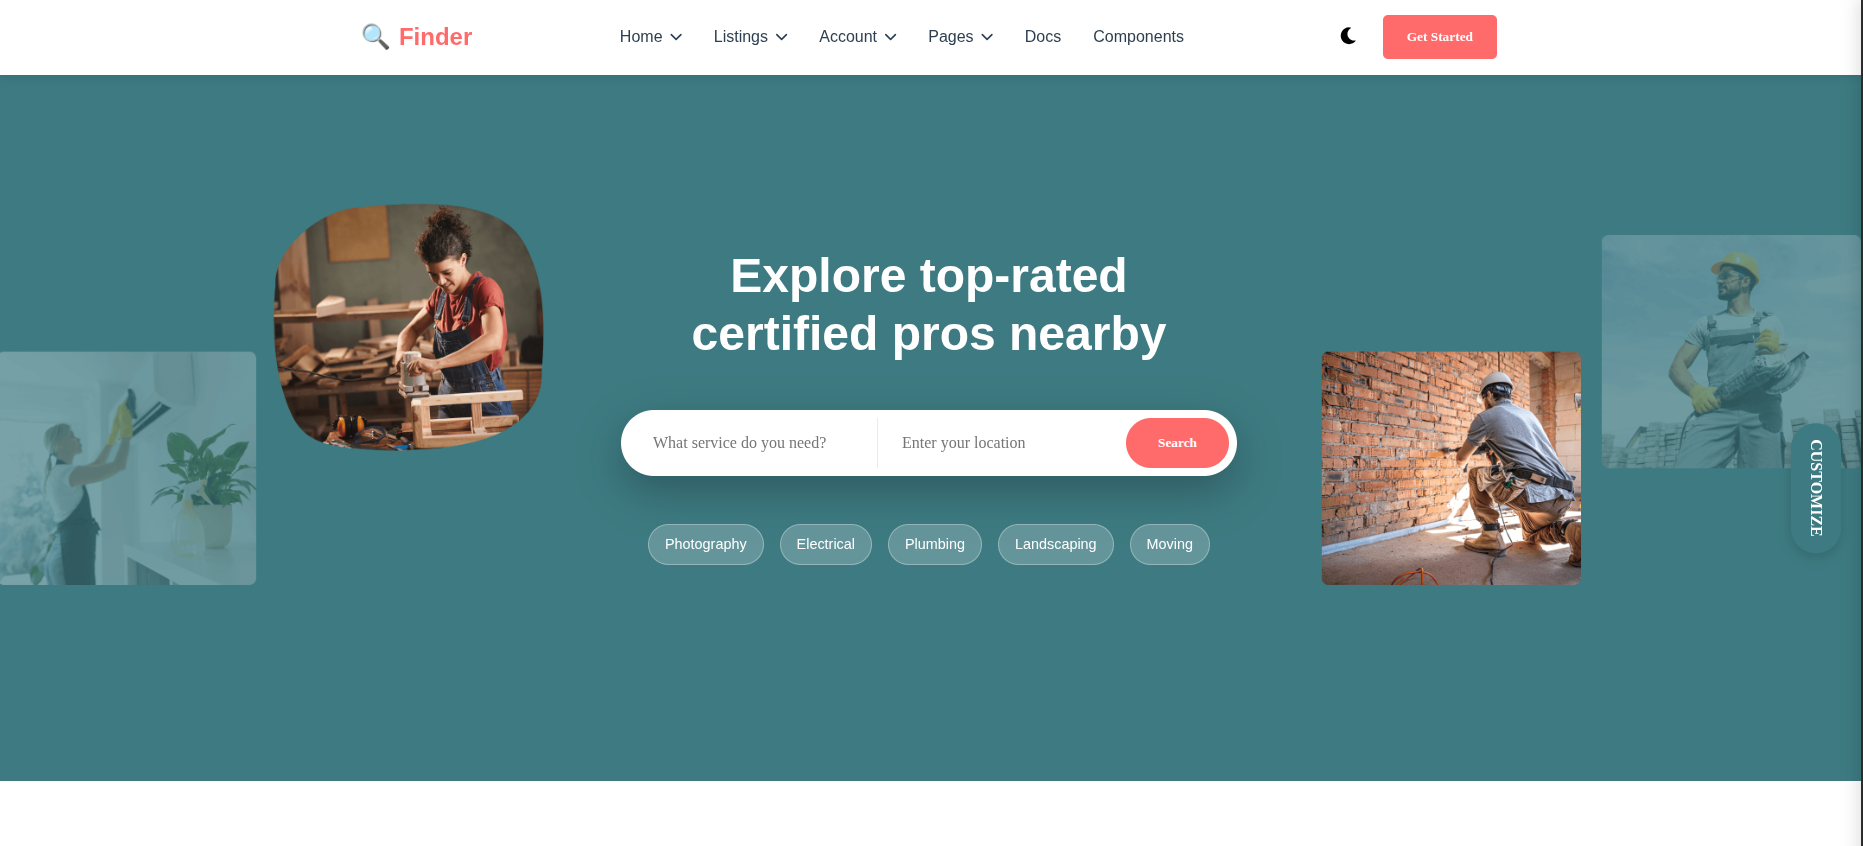 Finder
Home
Listings
Account
Pages
Docs
Components
Get Started
Explore top-rated
certified pros nearby
What service do you need?
Enter your location
Search
Photography
Electrical
Plumbing
Landscaping
Moving
CUSTOMIZE